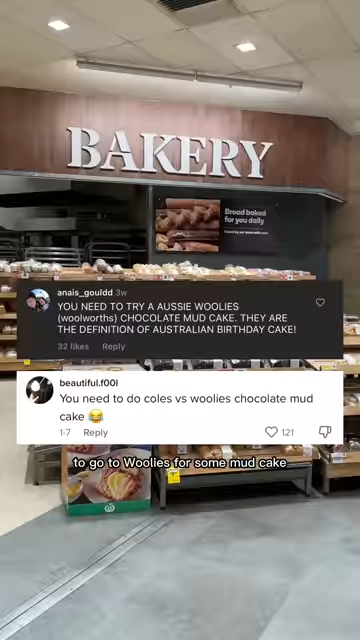 BAKERY
Bread baked
for you daily
anais_gouldd 3w
YOU NEED TO TRY A AUSSIE WOOLIES
(woolworths) CHOCOLATE MUD CAKE. THEY ARE
THE DEFINITION OF AUSTRALIAN BIRTHDAY CAKE!
32 likes Reply
beautiful.f00l
You need to do coles vs woolies chocolate mud
cake 😂
1-7 Reply 121
to go to Woolies for some mud cake